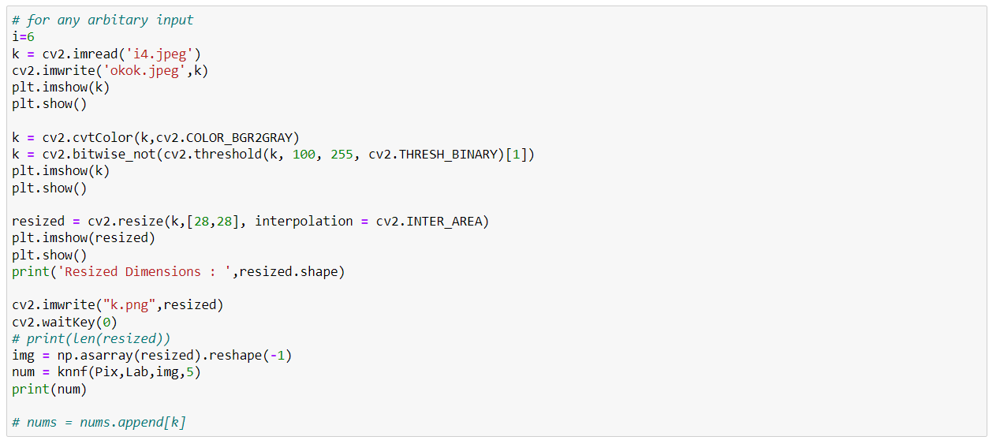 # for any arbitary input
i=6
k = cv2.imread('i4.jpeg')
cv2.imwrite('okok.jpeg',k)
plt.imshow(k)
plt.show()

k = cv2.cvtColor(k,cv2.COLOR_BGR2GRAY)
k = cv2.bitwise_not(cv2.threshold(k, 100, 255, cv2.THRESH_BINARY)[1])
plt.imshow(k)
plt.show()

resized = cv2.resize(k,[28,28], interpolation = cv2.INTER_AREA)
plt.imshow(resized)
plt.show()
print('Resized Dimensions : ',resized.shape)

cv2.imwrite("k.png",resized)
cv2.waitKey(0)
# print(len(resized))
img = np.asarray(resized).reshape(-1)
num = knnf(Pix,Lab,img,5)
print(num)

# nums = nums.append[k]